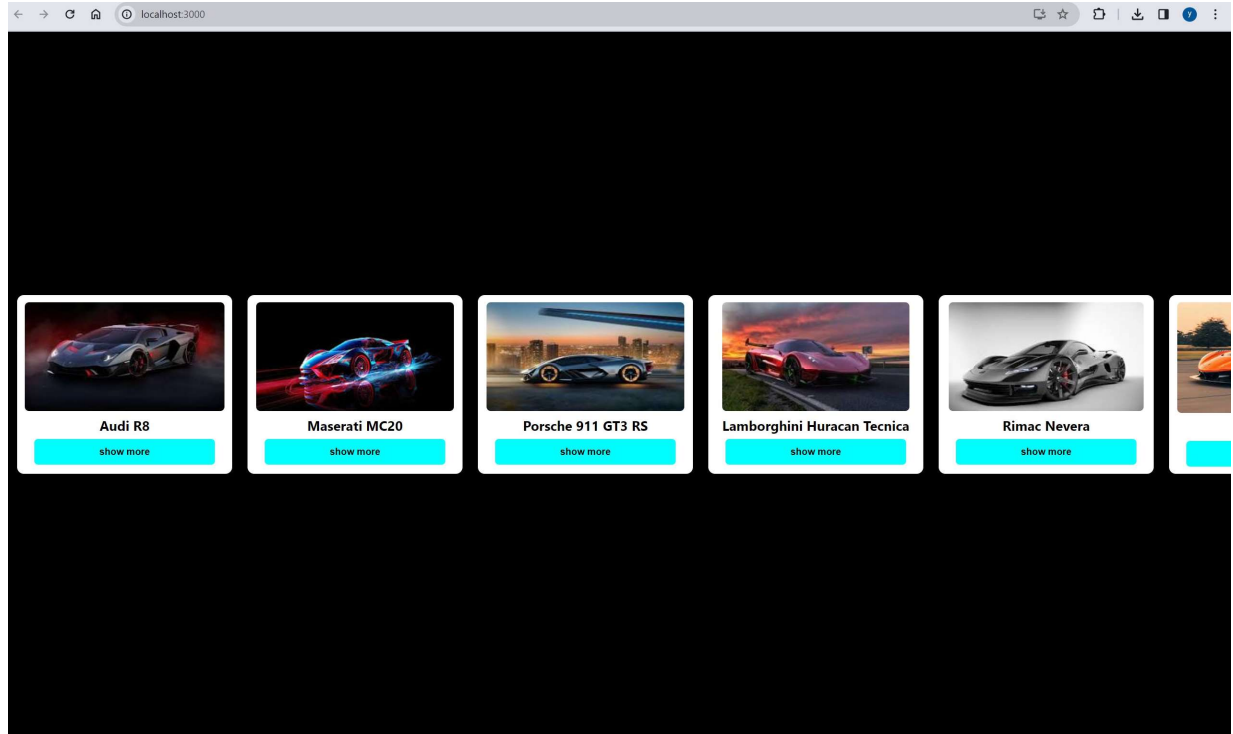 localhost:3000
y
Audi R8
show more
Maserati MC20
show more
Porsche 911 GT3 RS
show more
Lamborghini Huracan Tecnica
show more
Rimac Nevera
show more